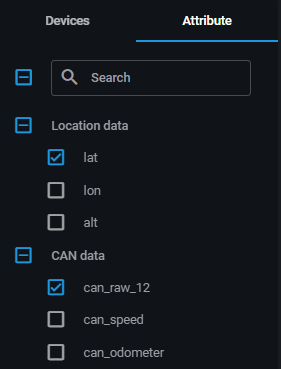 Devices Attribute
Search
Location data
lat
lon
alt
CAN data
can_raw_12
can_speed
can_odometer